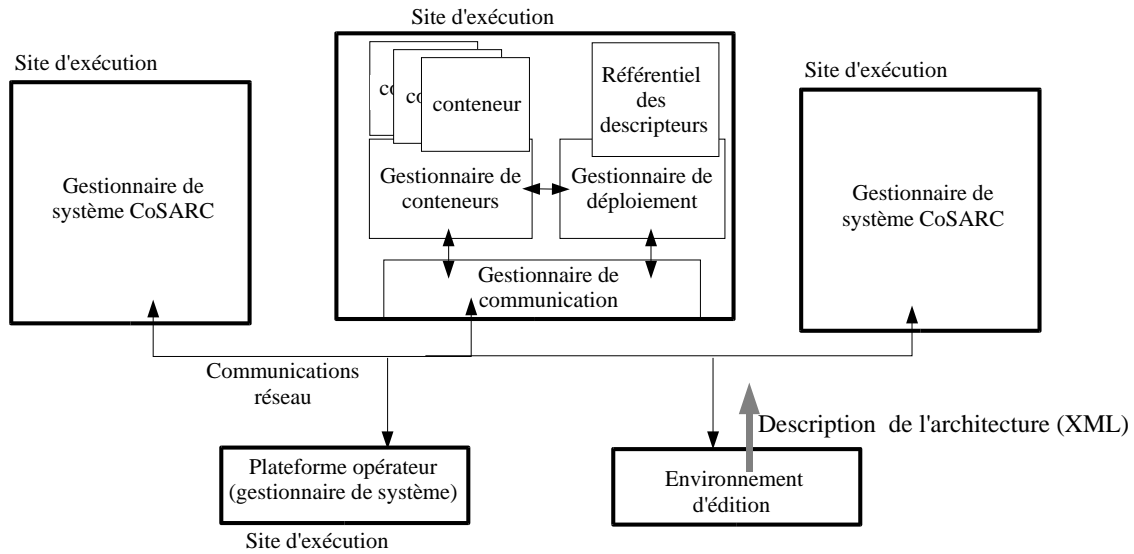 Site d'exécution
Site d'exécution
Site d'exécution
co
co
conteneur
Référentiel
des
descripteurs
Gestionnaire de
système CoSARC
Gestionnaire de
conteneurs
Gestionnaire de
déploiement
Gestionnaire de
système CoSARC
Gestionnaire de
communication
Communications
réseau
Description de l'architecture (XML)
Plateforme opérateur
(gestionnaire de système)
Environnement
d'édition
Site d'exécution